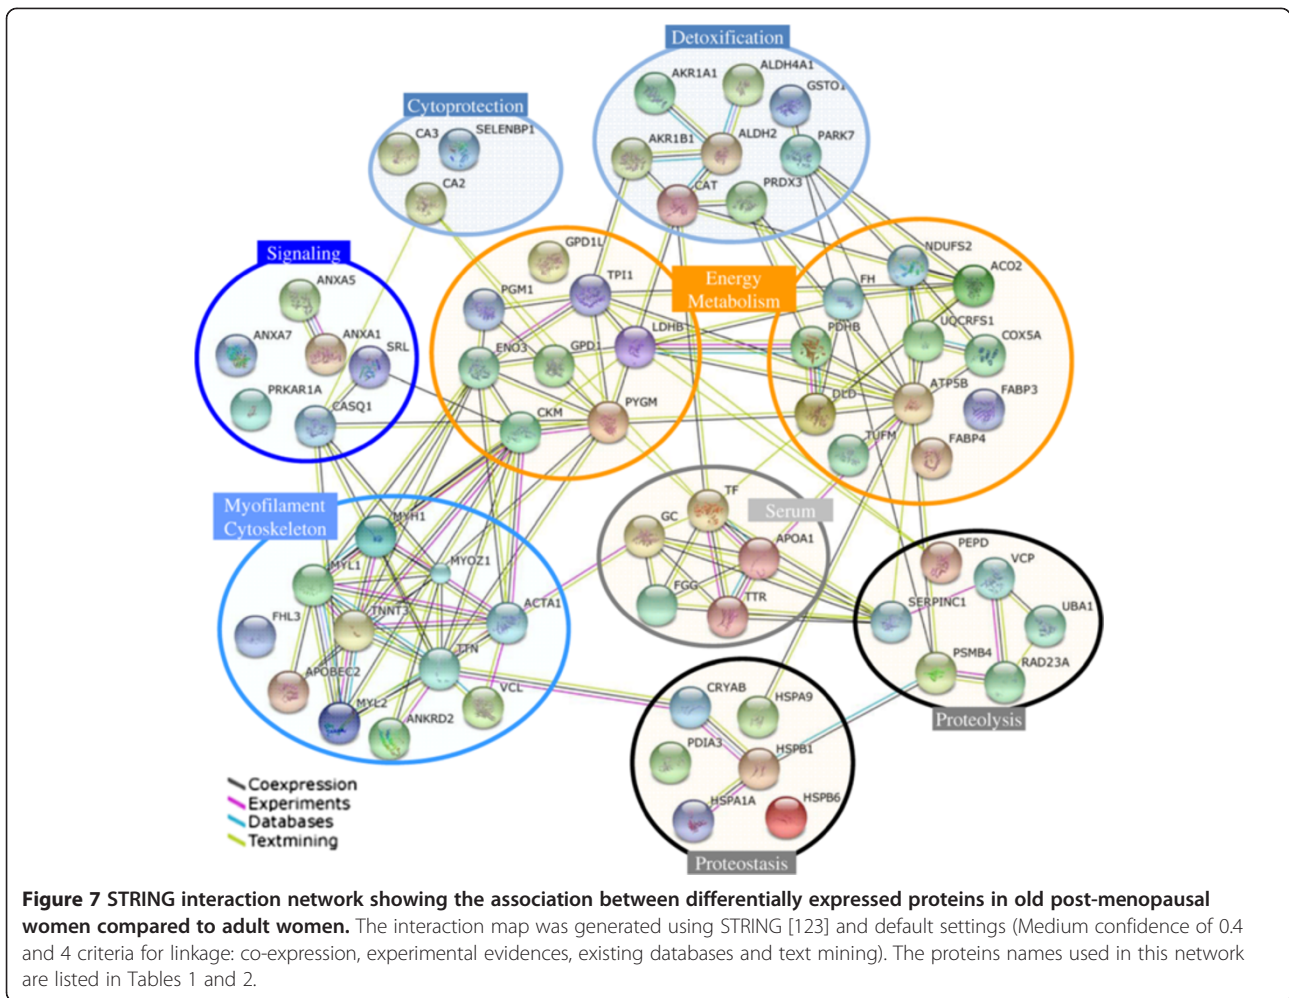 Detoxification
AKR1A1
ALDH4A1
GSTO1
AKR1B1
ALDH2
PARK7
CAT
PRDX3
Cytoprotection
CA3
SELENBP1
CA2
Signaling
ANXA5
ANXA7
ANXA1
SRL
PRKAR1A
CASQ1
Energy
Metabolism
GPD1L
TPI1
PGM1
LDHB
ENO3
GPD1
PYGM
CKM
NDUFS2
ACO2
FH
UQCRFS1
COX5A
PDHB
ATP5B
FABP3
DLD
TUFM
FABP4
Myofilament
Cytoskeleton
MYH1
MYL1
MYOZ1
ACTA1
TNNT3
FHL3
TTN
APOBEC2
VCL
MYL2
ANKRD2
Serum
TF
GC
APOA1
FGG
TTR
PEPD
VCP
SERPINC1
UBA1
PSMB4
RAD23A
Proteolysis
CRYAB
HSPA9
PDIA3
HSPB1
HSPA1A
HSPB6
Proteostasis
Coexpression
Experiments
Databases
Textmining
Figure 7 STRING interaction network showing the association between differentially expressed proteins in old post-menopausal
women compared to adult women. The interaction map was generated using STRING [123] and default settings (Medium confidence of 0.4
and 4 criteria for linkage: co-expression, experimental evidences, existing databases and text mining). The proteins names used in this network
are listed in Tables 1 and 2.